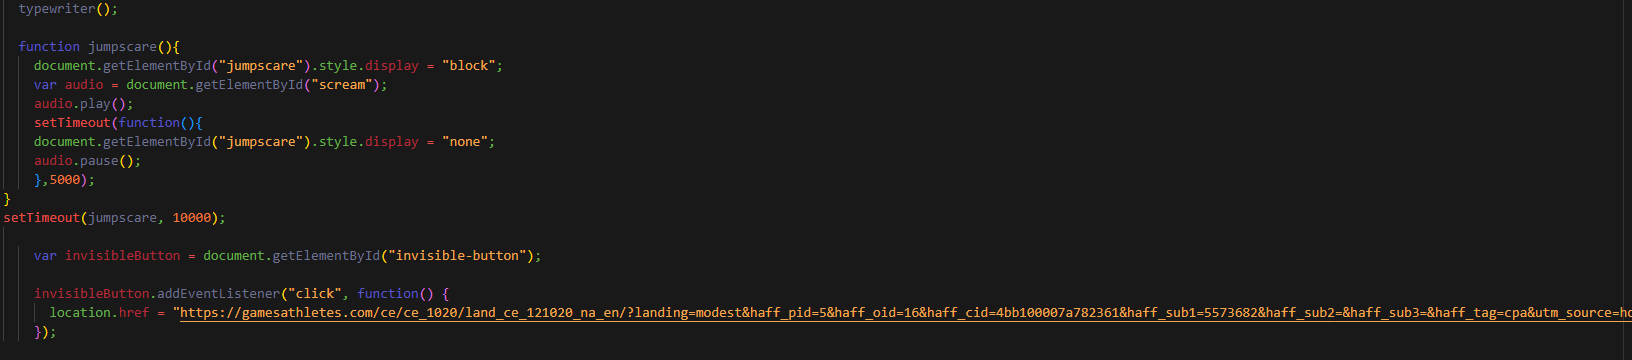 typewriter();
function jumpscare(){
document.getElementById("jumpscare").style.display = "block";
var audio = document.getElementById("scream");
audio.play();
setTimeout(function(){
document.getElementById("jumpscare").style.display = "none";
audio.pause();
},5000);
}
setTimeout(jumpscare, 10000);
var invisibleButton = document.getElementById("invisible-button");
invisibleButton.addEventListener("click", function() {
location.href = "https://gamesathletes.com/ce/ce_1020/land_ce_121020_na_en/?landing=modest&haff_pid=5&haff_oid=16&haff_cid=4bb100007a782361&haff_sub1=5573682&haff_sub2=&haff_sub3=&haff_tag=cpa&utm_source=ho
});